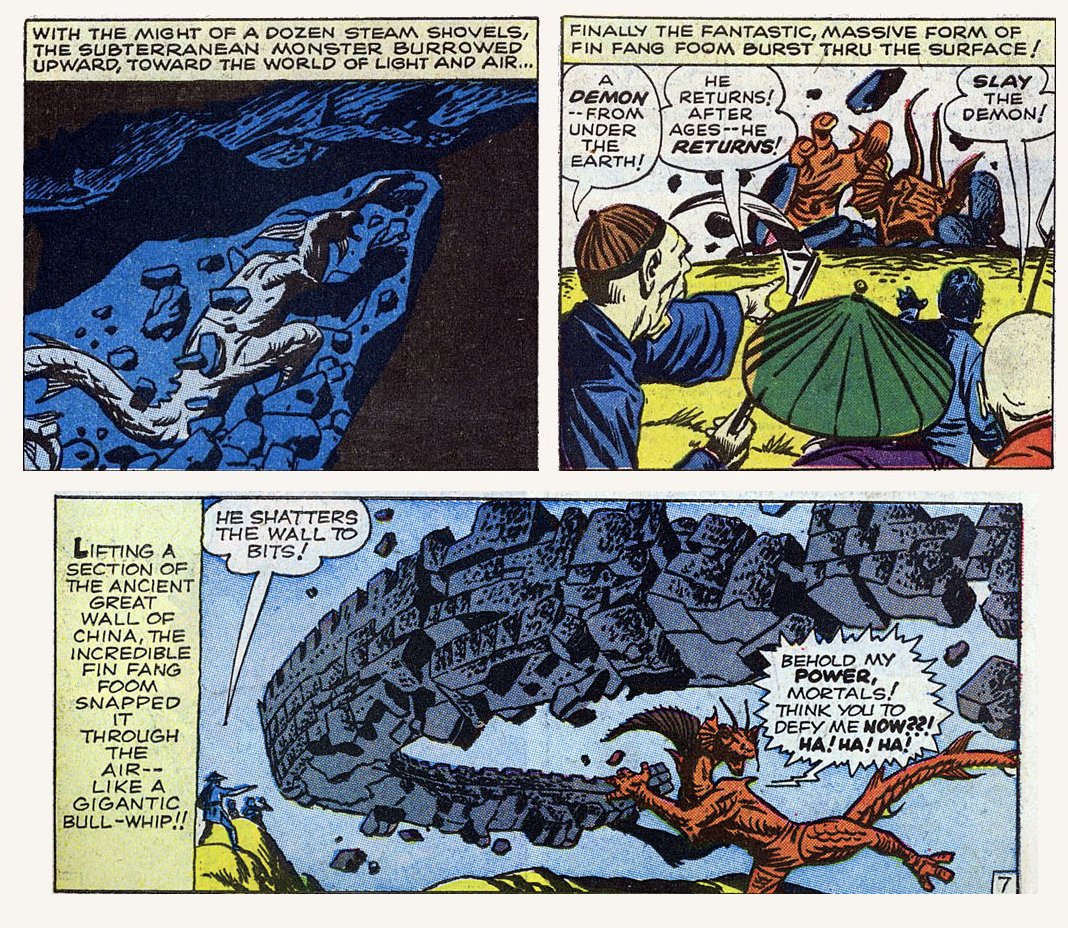 WITH THE MIGHT OF A DOZEN STEAM SHOVELS,
THE SUBTERRANEAN MONSTER BURROWED
UPWARD, TOWARD THE WORLD OF LIGHT AND AIR...
FINALLY THE FANTASTIC, MASSIVE FORM OF
FIN FANG FOOM BURST THRU THE SURFACE!
A
DEMON
--FROM
UNDER
THE
EARTH!
HE
RETURNS!
AFTER
AGES--HE
RETURNS!
SLAY
THE
DEMON!
LIFTING A
SECTION OF
THE ANCIENT
GREAT
WALL OF
CHINA, THE
INCREDIBLE
FIN FANG
FOOM
SNAPPED
IT
THROUGH
THE
AIR--
LIKE A
GIGANTIC
BULL-WHIP!!
HE SHATTERS
THE WALL TO
BITS!
BEHOLD MY
POWER,
MORTALS!
THINK YOU TO
DEFY ME NOW??!
HA! HA! HA!
7